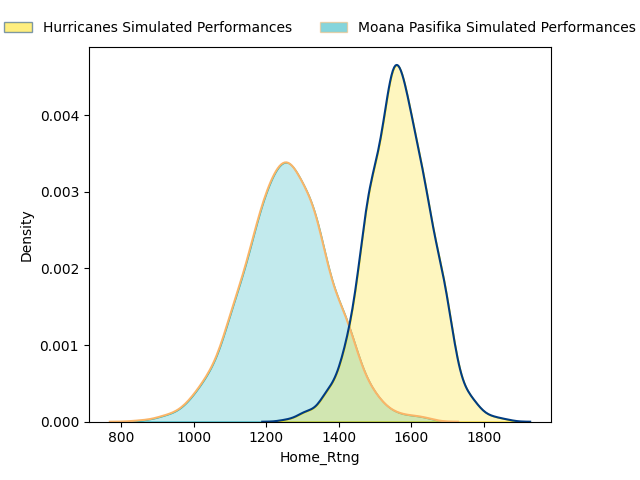 Hurricanes Simulated Performances Moana Pasifika Simulated Performances
0.004
0.003
0.002
0.001
0.000
Density
800 1000 1200 1400 1600 1800
Home_Rtng